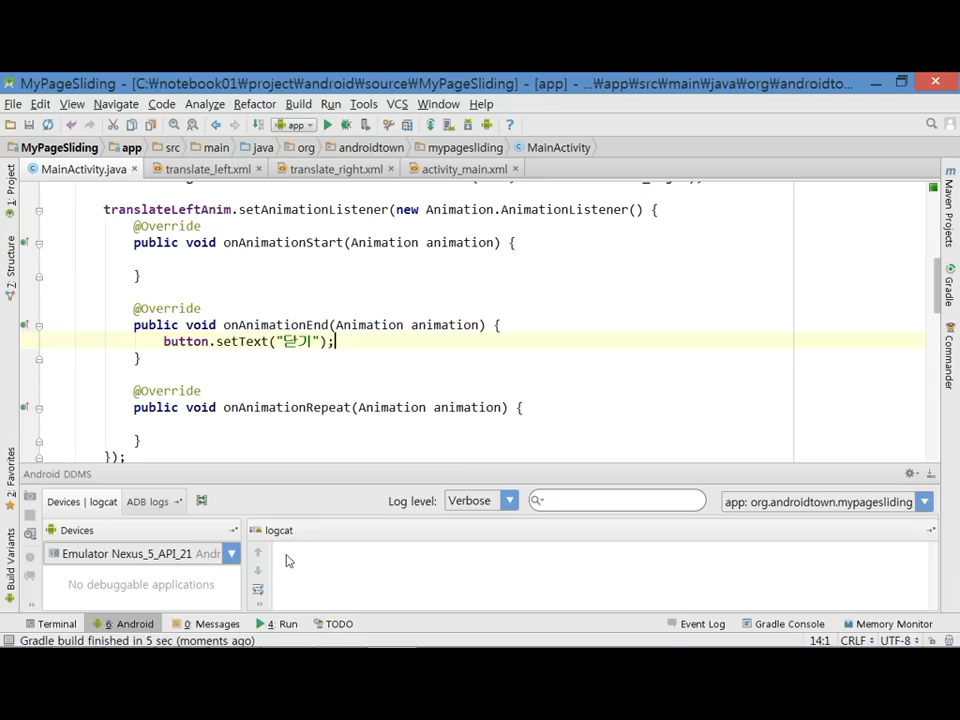 MyPageSliding - [C:₩notebook01₩project₩android₩source₩MyPageSliding] - [app] - ...₩app₩src₩main₩java₩org₩androidto...
File Edit View Navigate Code Analyze Refactor Build Run Tools VCS Window Help
app
MyPageSliding app src main java org androidtown mypagesliding MainActivity
MainActivity.java translate_left.xml translate_right.xml activity_main.xml
translateLeftAnim.setAnimationListener(new Animation.AnimationListener() {
@Override
public void onAnimationStart(Animation animation) {
}
@Override
public void onAnimationEnd(Animation animation) {
button.setText("닫기");
}
@Override
public void onAnimationRepeat(Animation animation) {
}
});
1: Project
7: Structure
2: Favorites
Build Variants
Maven Projects
Gradle
Commander
Android DDMS
Devices | logcat ADB logs Log level: Verbose app: org.androidtown.mypagesliding
Devices logcat
Emulator Nexus_5_API_21 Andr
No debuggable applications
Terminal 6: Android 0: Messages 4: Run TODO Event Log Gradle Console Memory Monitor
Gradle build finished in 5 sec (moments ago) 14:1 CRLF UTF-8